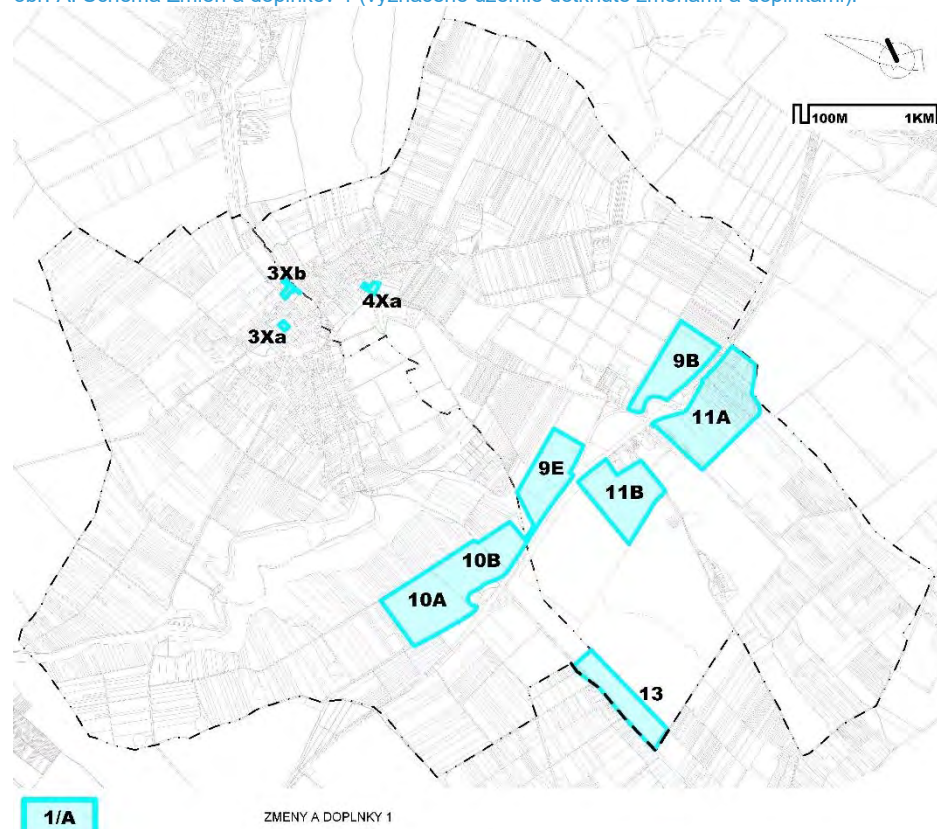 obr. A: Schéma Zmien a doplnkov 1 (vyznačené územie dotknuté zmenami a doplnkami).
100M 1KM
3Xb
4Xa
3Xa
9B
11A
9E
11B
10B
10A
13
1/A ZMENY A DOPLNKY 1